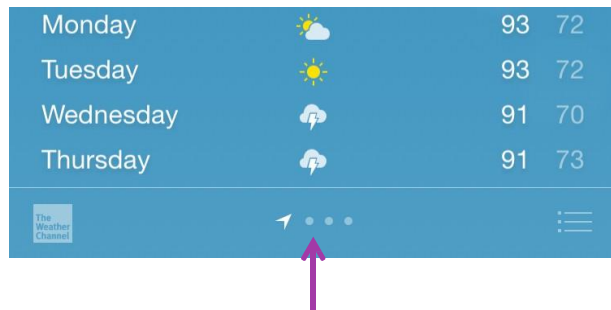 Monday 93 72
Tuesday 93 72
Wednesday 91 70
Thursday 91 73
The
Weather
Channel